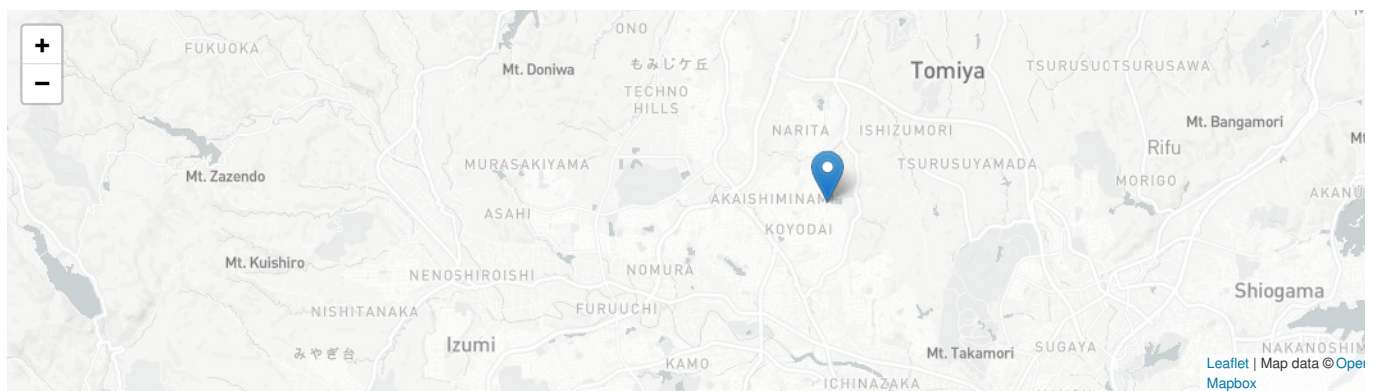 +
−
ONO
FUKUOKA
Mt. Doniwa
もみじケ丘
Tomiya
TECHNO
HILLS
Mt. Bangamori
NARITA
ISHIZUMORI
Rifu
MURASAKIYAMA
TSURUSUYAMADA
Mt. Zazendo
MORIGO
KOYODAI
ASAHI
Mt. Kuishiro
NENOSHIROISHI
NOMURA
Shiogama
FURUUCHI
NISHITANAKA
Izumi
みやぎ台
Mt. Takamori
SUGAYA
KAMO
ICHINAZAKA
Leaflet | Map data ©
Mapbox